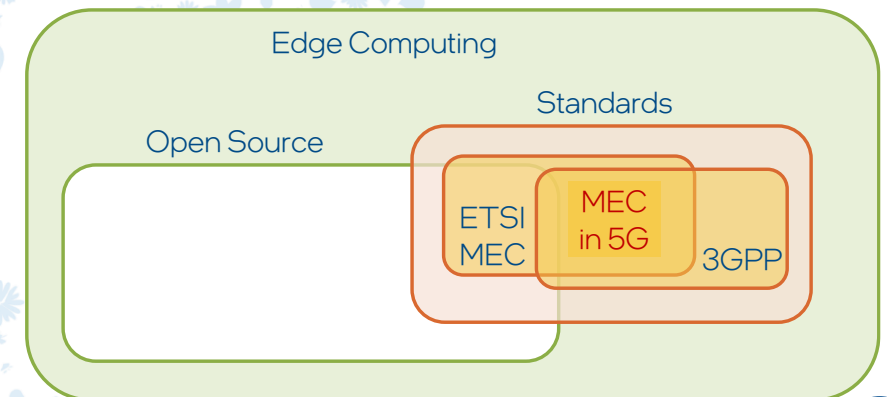 Edge Computing
Standards
Open Source
ETSI
MEC
MEC
in 5G
3GPP